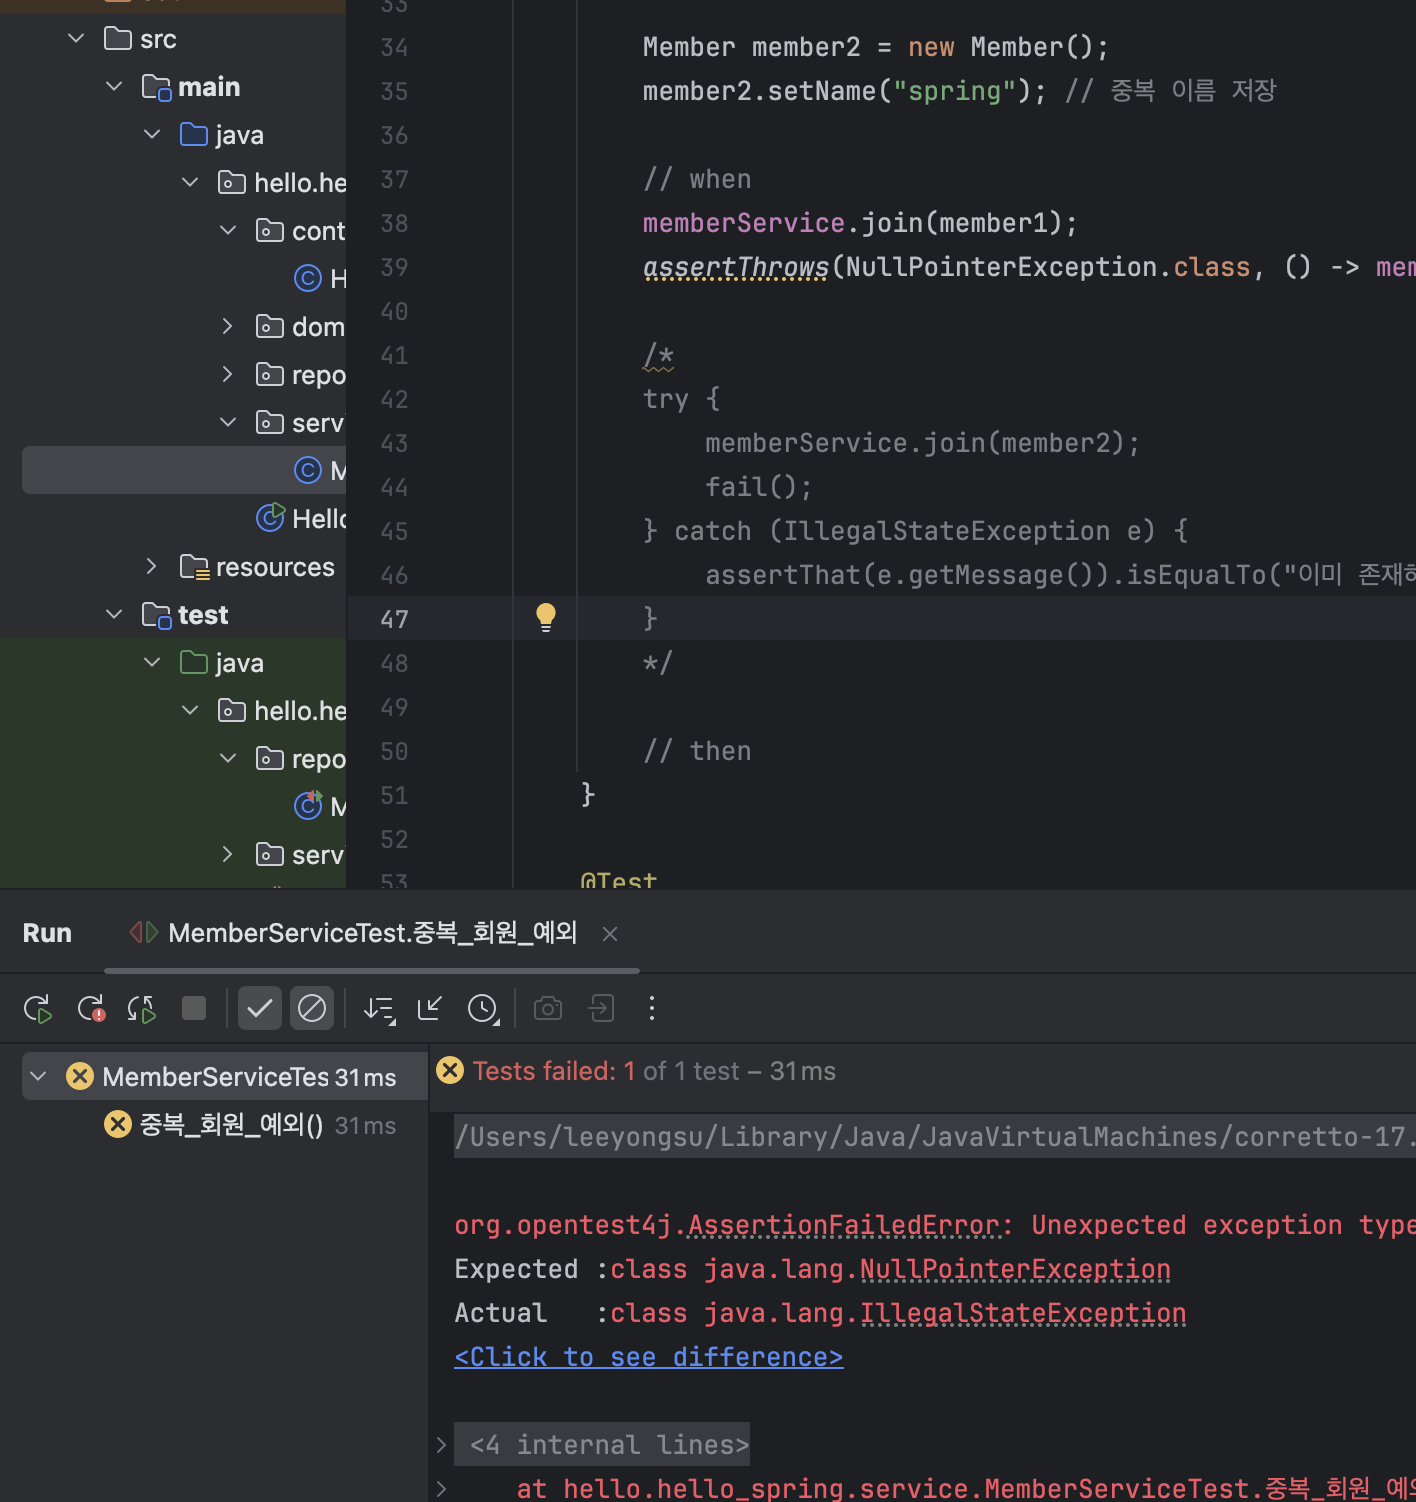 src
main
java
hello.he
cont
H
dom
repo
serv
M
Hello
resources
test
java
hello.he
repo
M
servi
33
34 Member member2 = new Member();
35 member2.setName("spring"); // 중복 이름 저장
36
37 // when
38 memberService.join(member1);
39 assertThrows(NullPointerException.class, () -> mem
40
41 /*
42 try {
43 memberService.join(member2);
44 fail();
45 } catch (IllegalStateException e) {
46 assertThat(e.getMessage()).isEqualTo("이미 존재하
47 }
48 */
49
50 // then
51 }
52
53 @Test
Run MemberServiceTest.중복_회원_예외
MemberServiceTes 31 ms
중복_회원_예외() 31 ms
Tests failed: 1 of 1 test – 31 ms
/Users/leeyongsu/Library/Java/JavaVirtualMachines/corretto-17.
org.opentest4j.AssertionFailedError: Unexpected exception type
Expected :class java.lang.NullPointerException
Actual :class java.lang.IllegalStateException
<Click to see difference>
<4 internal lines>
at hello.hello_spring.service.MemberServiceTest.중복_회원_예외